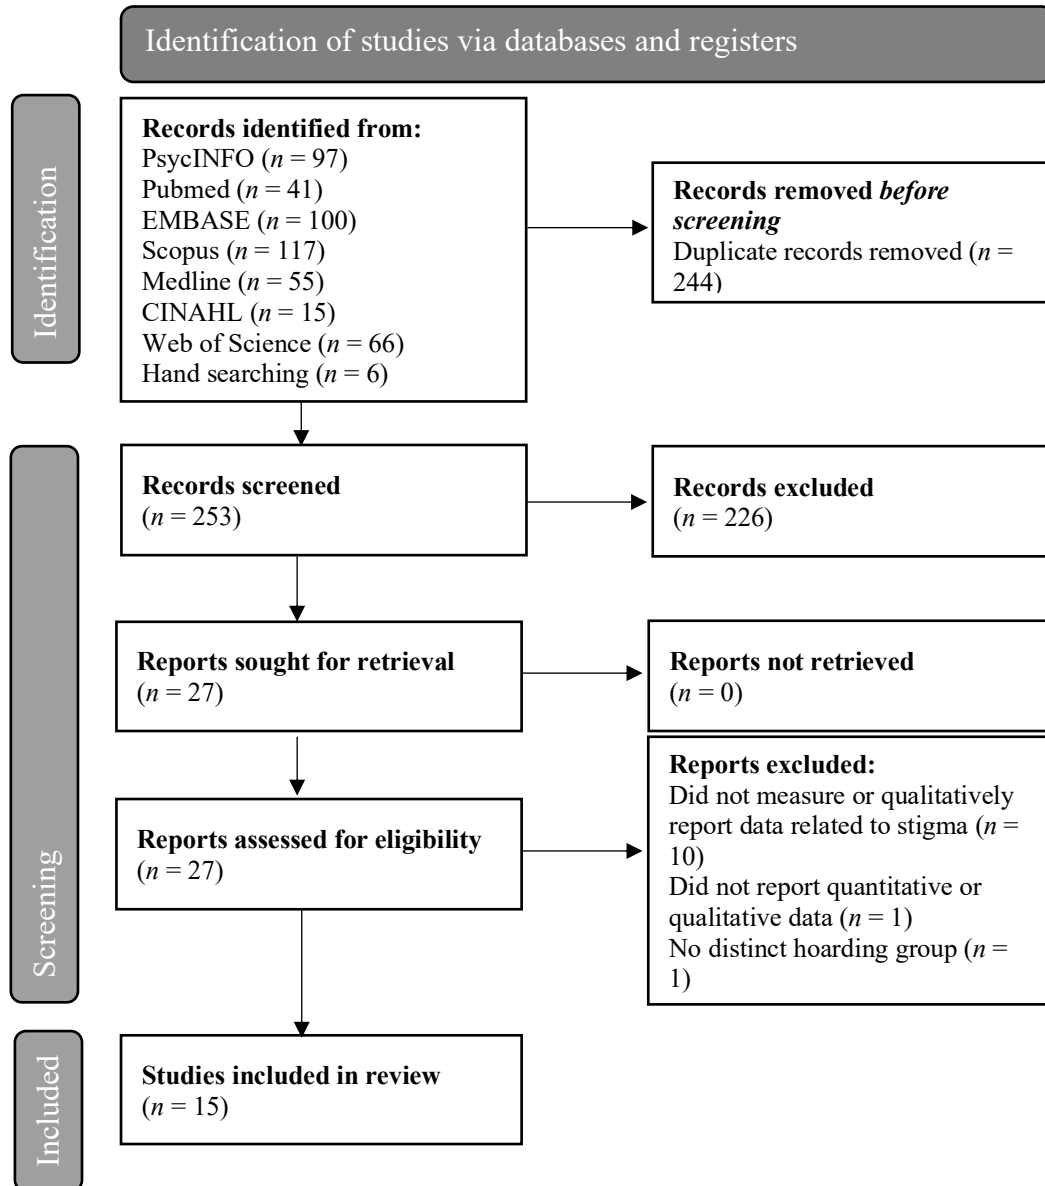 Identification of studies via databases and registers
Identification
Records identified from:
PsycINFO (n = 97)
Pubmed (n = 41)
EMBASE (n = 100)
Scopus (n = 117)
Medline (n = 55)
CINAHL (n = 15)
Web of Science (n = 66)
Hand searching (n = 6)
Records removed before
screening
Duplicate records removed (n =
244)
Screening
Records screened
(n = 253)
Records excluded
(n = 226)
Reports sought for retrieval
(n = 27)
Reports not retrieved
(n = 0)
Reports assessed for eligibility
(n = 27)
Reports excluded:
Did not measure or qualitatively
report data related to stigma (n =
10)
Did not report quantitative or
qualitative data (n = 1)
No distinct hoarding group (n =
1)
Included
Studies included in review
(n = 15)